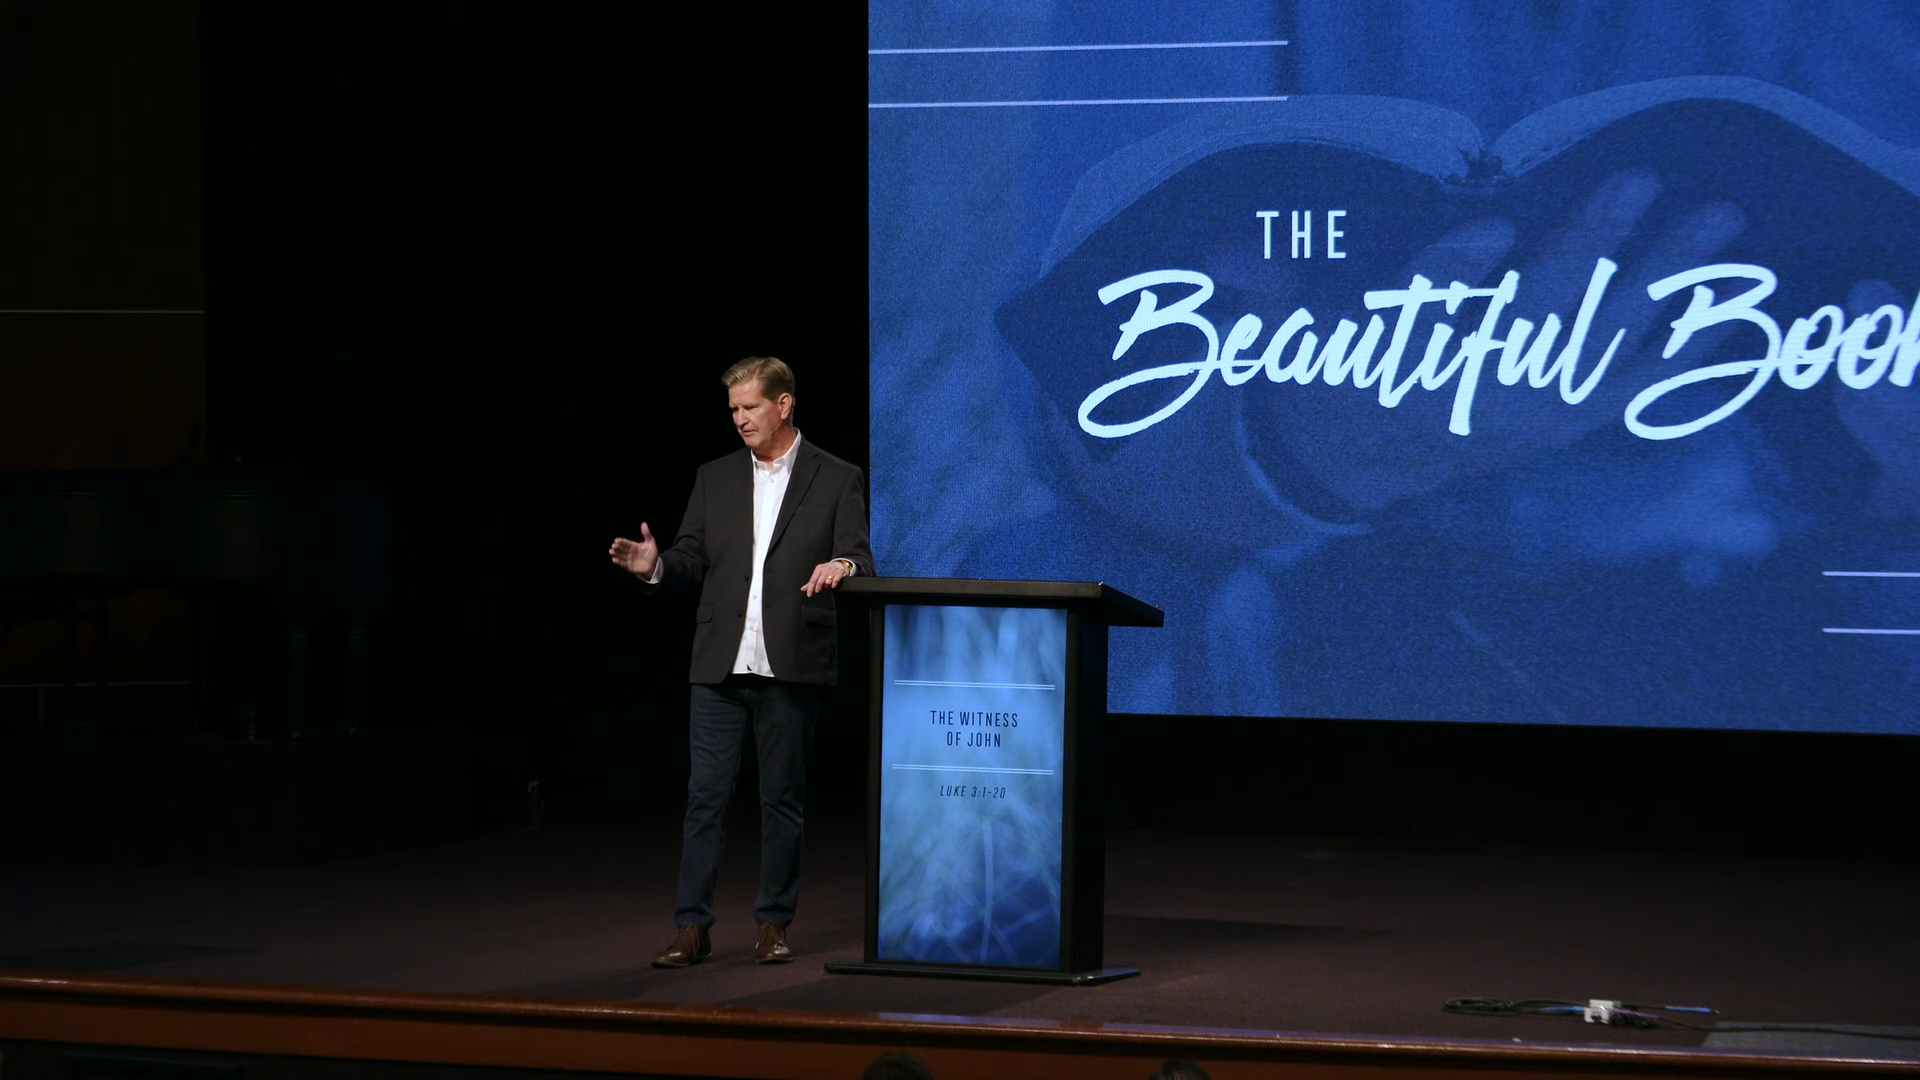 THE
Beautiful Book
THE WITNESS
OF JOHN
LUKE 3:1-20